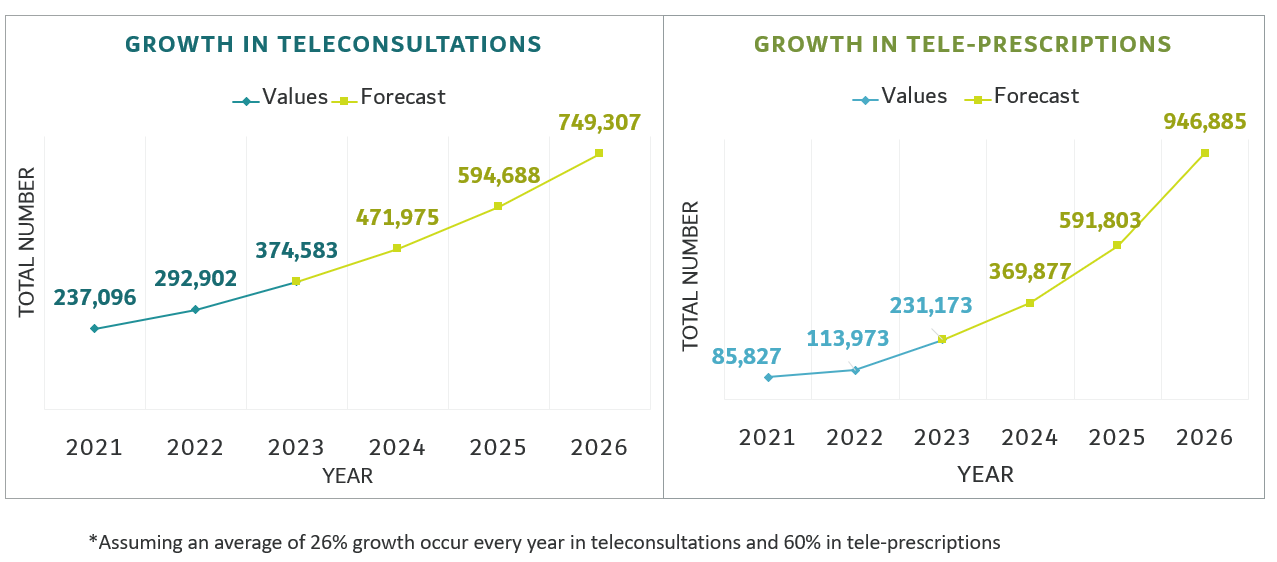 GROWTH IN TELECONSULTATIONS
Values Forecast
TOTAL NUMBER
237,096
292,902
374,583
471,975
594,688
749,307
2021 2022 2023 2024 2025 2026
YEAR
GROWTH IN TELE-PRESCRIPTIONS
Values Forecast
TOTAL NUMBER
85,827
113,973
231,173
369,877
591,803
946,885
2021 2022 2023 2024 2025 2026
YEAR
*Assuming an average of 26% growth occur every year in teleconsultations and 60% in tele-prescriptions